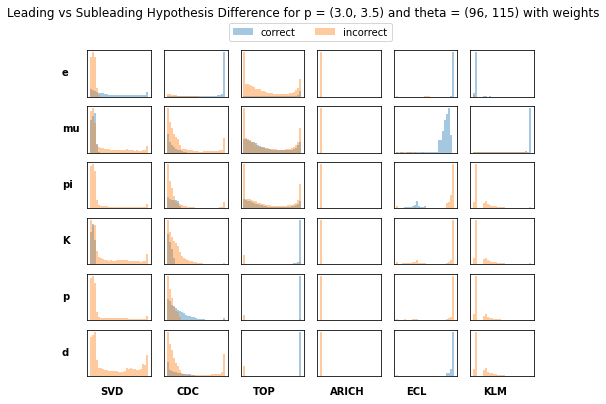 Leading vs Subleading Hypothesis Difference for p = (3.0, 3.5) and theta = (96, 115) with weights
correct incorrect
e
mu
pi
K
p
d
SVD CDC TOP ARICH ECL KLM